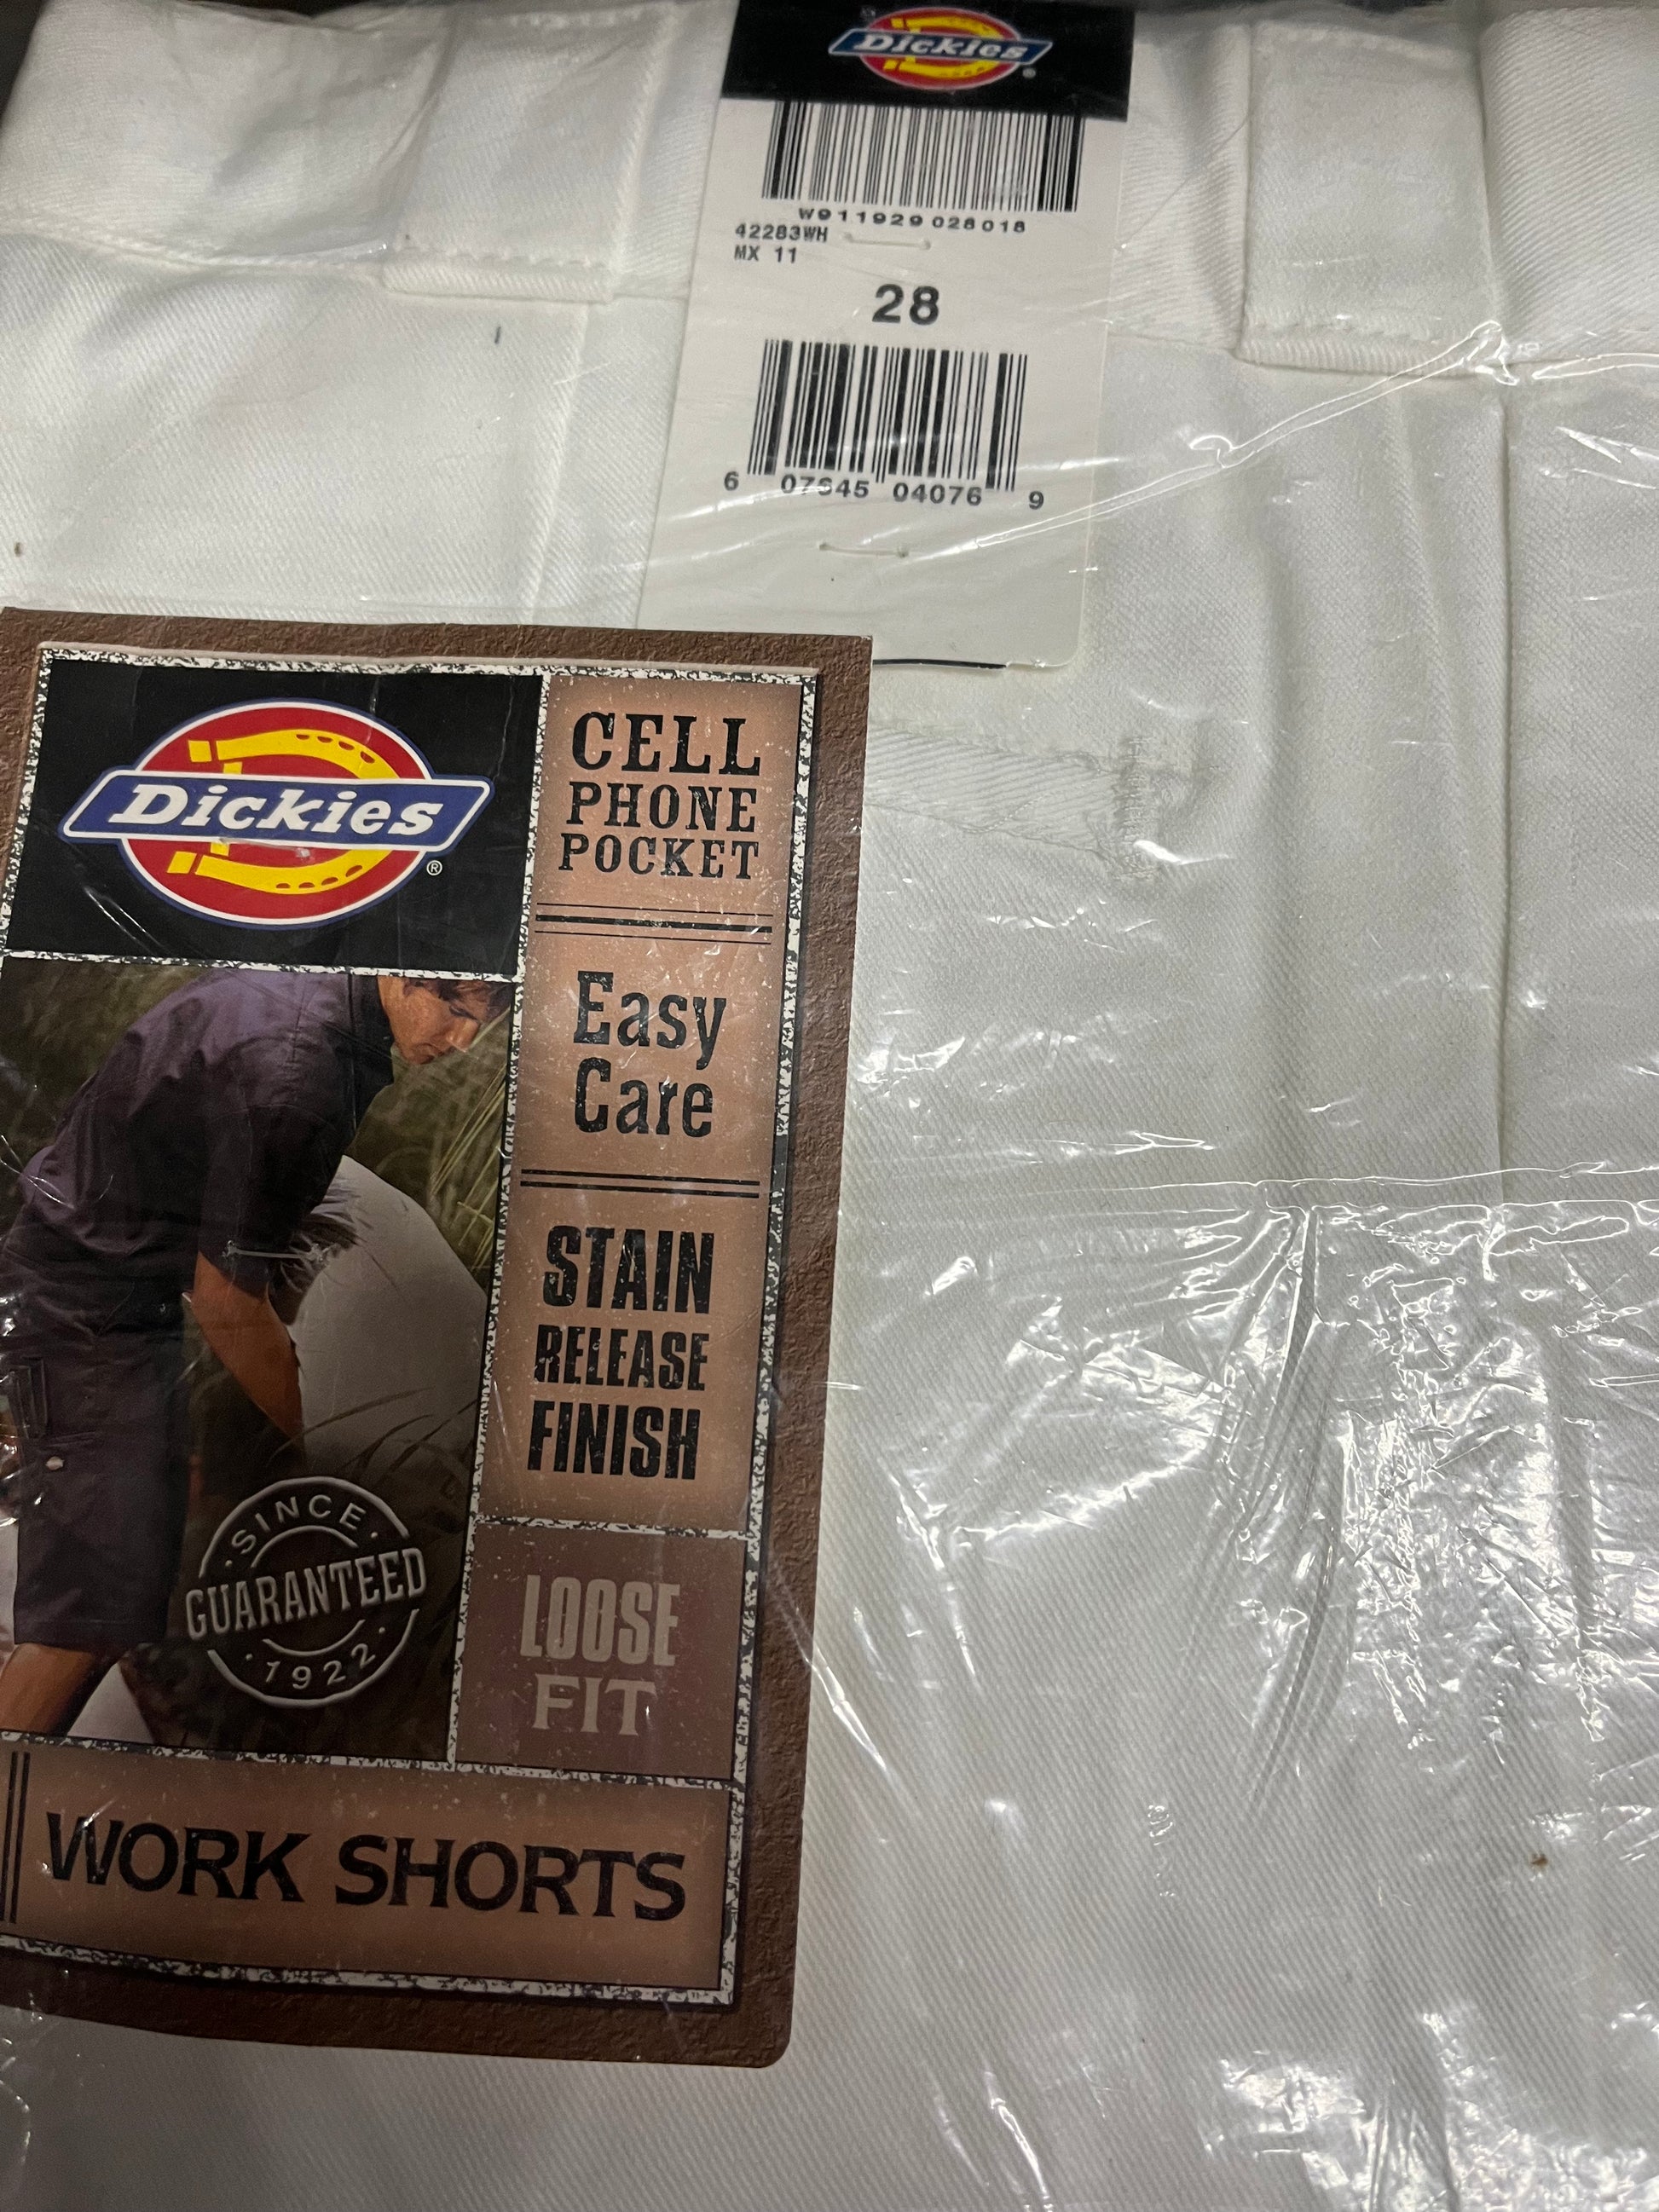 Dickies
®
W911929028018
42283WH
MX 11
28
6 07645 04076 9
Dickies
®
CELL
PHONE
POCKET
Easy
Care
STAIN
RELEASE
FINISH
SINCE
GUARANTEED
1922
LOOSE
FIT
WORK SHORTS